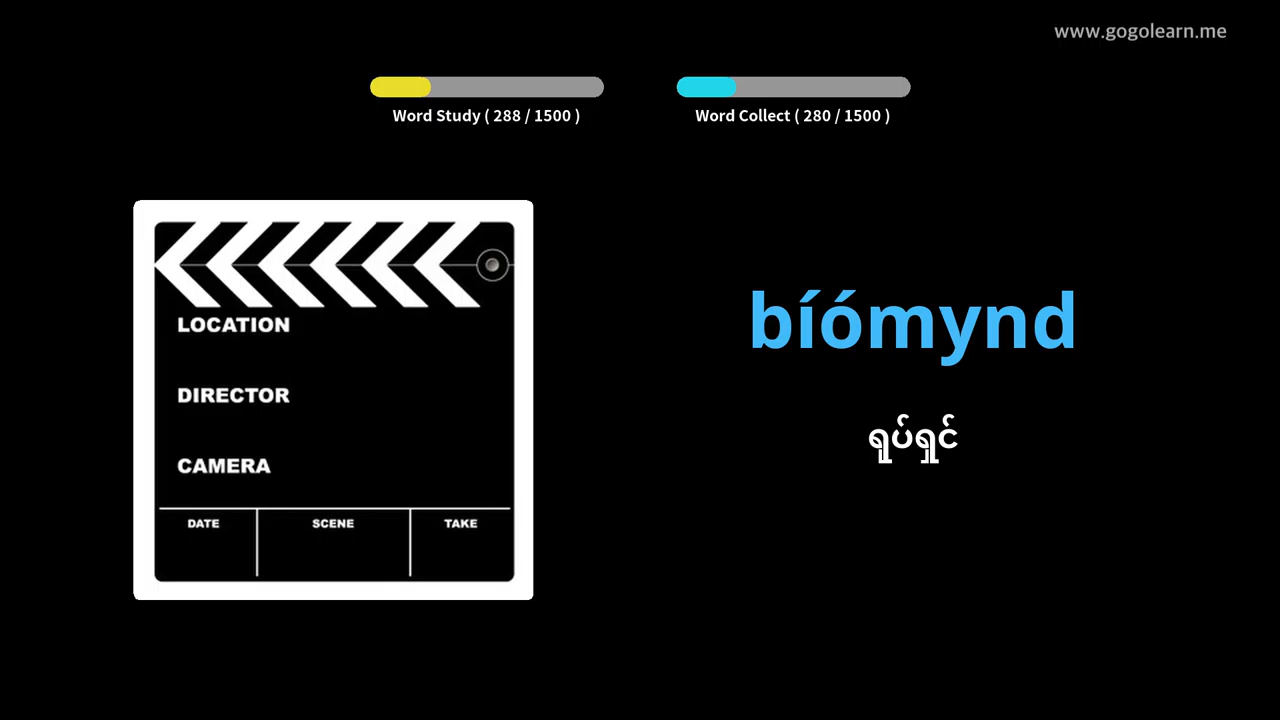 www.gogolearn.me
Word Study ( 288 / 1500 )
Word Collect ( 280 / 1500 )
LOCATION
DIRECTOR
CAMERA
DATE
SCENE
TAKE
bíómynd
ရုပ်ရှင်